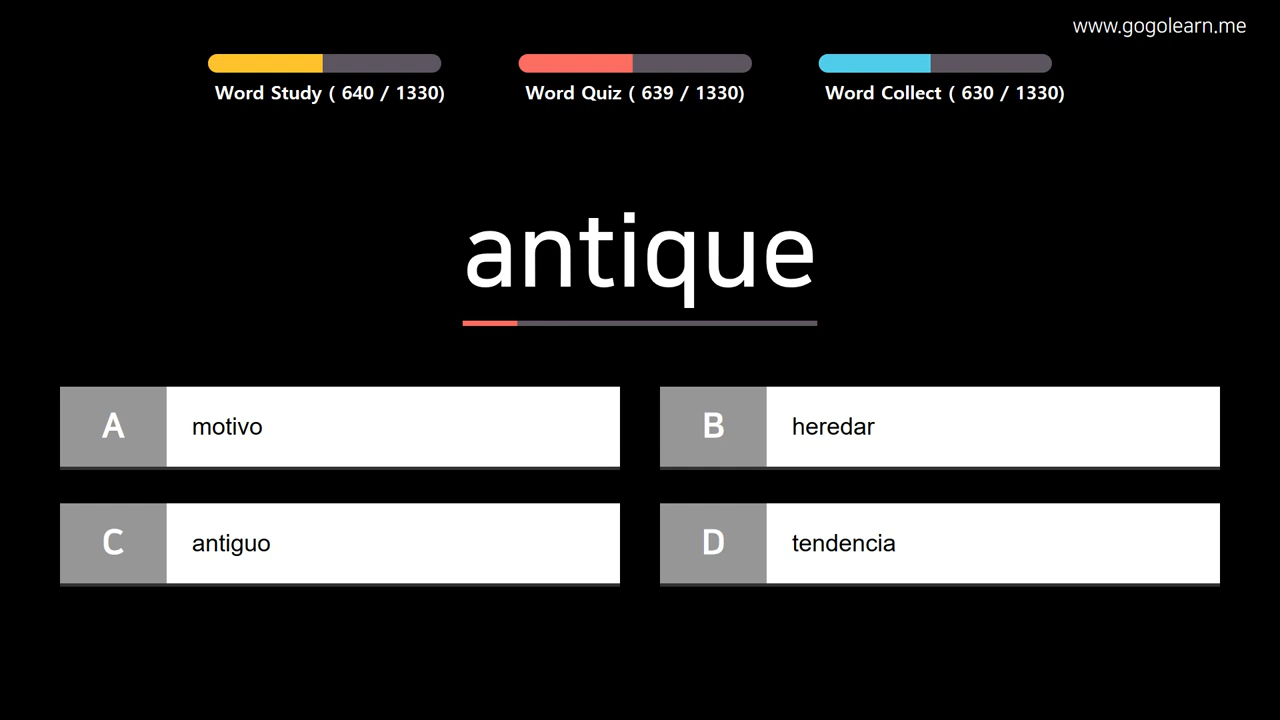 www.gogolearn.me
Word Study ( 640 / 1330)
Word Quiz ( 639 / 1330)
Word Collect ( 630 / 1330)
antique
A motivo
B heredar
C antiguo
D tendencia